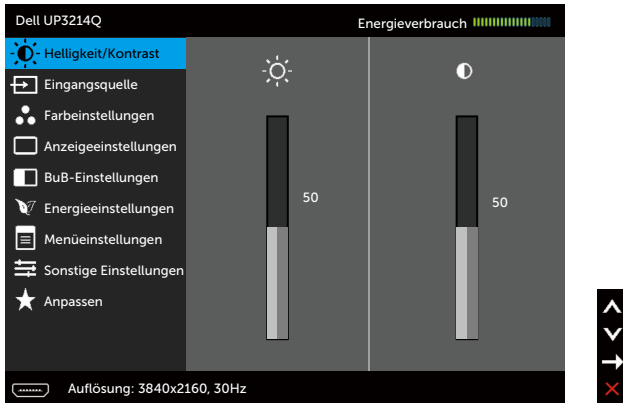 Dell UP3214Q
Energieverbrauch
Helligkeit/Kontrast
Eingangsquelle
Farbeinstellungen
Anzeigeeinstellungen
BuB-Einstellungen
Energieeinstellungen
Menüeinstellungen
Sonstige Einstellungen
Anpassen
50
50
Auflösung: 3840x2160, 30Hz